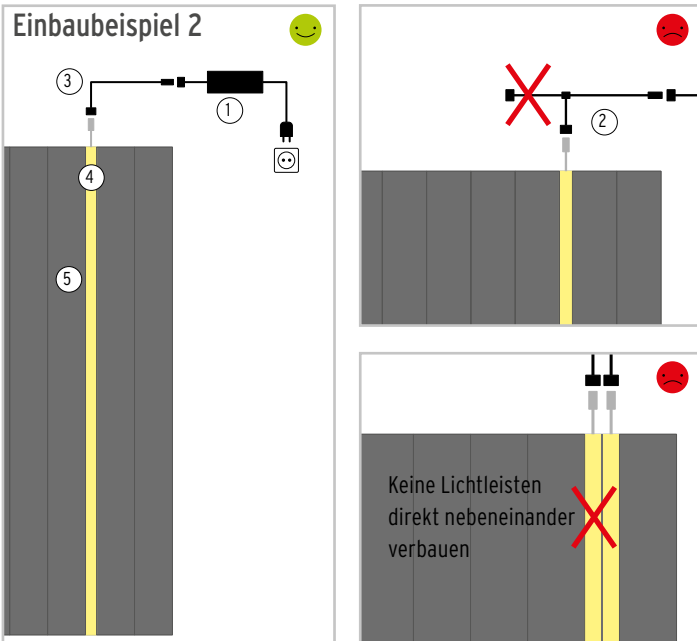 Einbaubeispiel 2
3
1
4
5
2
Keine Lichtleisten
direkt nebeneinander
verbauen